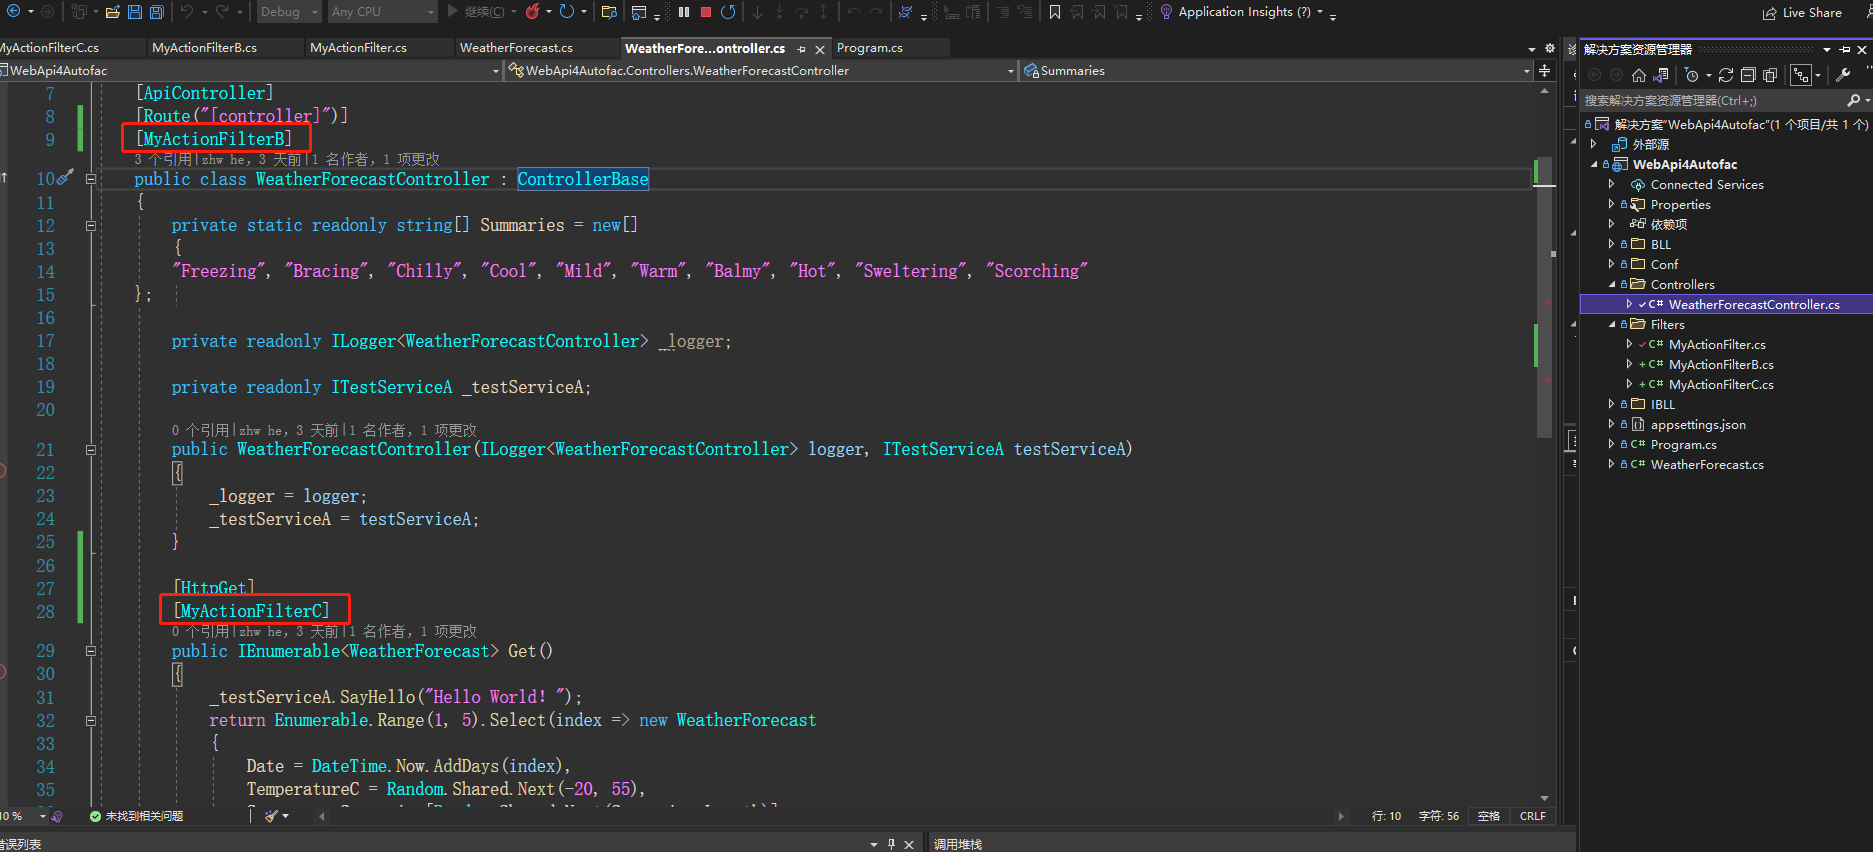 Debug
Any CPU
继续(C)
Application Insights (?)
Live Share
MyActionFilterC.cs
MyActionFilterB.cs
MyActionFilter.cs
WeatherForecast.cs
WeatherFore...ontroller.cs
Program.cs
WebApi4Autofac
WebApi4Autofac.Controllers.WeatherForecastController
Summaries
7 [ApiController]
8 [Route("[controller]")]
9 [MyActionFilterB]
3 个引用|zhw he，3 天前|1 名作者，1 项更改
10 public class WeatherForecastController : ControllerBase
11 {
12 private static readonly string[] Summaries = new[]
13 {
14 "Freezing", "Bracing", "Chilly", "Cool", "Mild", "Warm", "Balmy", "Hot", "Sweltering", "Scorching"
15 };
16
17 private readonly ILogger<WeatherForecastController> _logger;
18
19 private readonly ITestServiceA _testServiceA;
20
0 个引用|zhw he，3 天前|1 名作者，1 项更改
21 public WeatherForecastController(ILogger<WeatherForecastController> logger, ITestServiceA testServiceA)
22 {
23 _logger = logger;
24 _testServiceA = testServiceA;
25 }
26
27 [HttpGet]
28 [MyActionFilterC]
0 个引用|zhw he，3 天前|1 名作者，1 项更改
29 public IEnumerable<WeatherForecast> Get()
30 {
31 _testServiceA.SayHello("Hello World！");
32 return Enumerable.Range(1, 5).Select(index => new WeatherForecast
33 {
34 Date = DateTime.Now.AddDays(index),
35 TemperatureC = Random.Shared.Next(-20, 55),
未找到相关问题
行: 10
字符: 56
空格
CRLF
错误列表
调用堆栈
解决方案资源管理器
搜索解决方案资源管理器(Ctrl+;)
解决方案"WebApi4Autofac"(1 个项目/共 1 个)
外部源
WebApi4Autofac
Connected Services
Properties
依赖项
BLL
Conf
Controllers
C# WeatherForecastController.cs
Filters
C# MyActionFilter.cs
C# MyActionFilterB.cs
C# MyActionFilterC.cs
IBLL
appsettings.json
C# Program.cs
C# WeatherForecast.cs